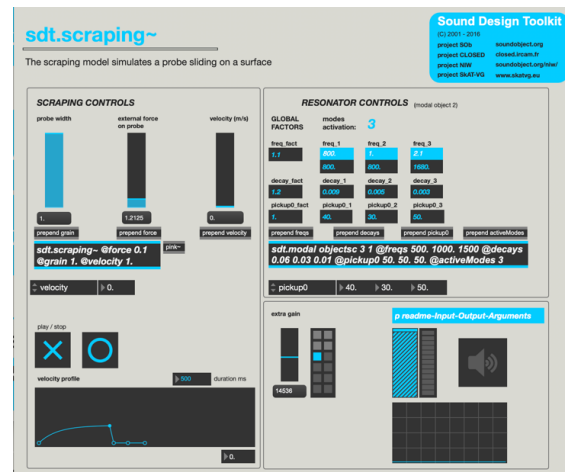 sdt.scraping~
The scraping model simulates a probe sliding on a surface
Sound Design Toolkit
(C) 2001 - 2016
project SOb soundobject.org
project CLOSED closed.ircam.fr
project NIW soundobject.org/niw/
project SkAT-VG www.skatvg.eu
SCRAPING CONTROLS
probe width
external force
on probe
velocity (m/s)
1.
1.2125
0.
prepend grain
prepend force
prepend velocity
sdt.scraping~ @force 0.1
@grain 1. @velocity 1.
pink~
velocity
0.
play / stop
velocity profile
500
duration ms
0.
RESONATOR CONTROLS (modal object 2)
GLOBAL
FACTORS
modes
activation:
3
freq_fact freq_1 freq_2 freq_3
1.1 800. 1. 2.1
800. 800. 1680.
decay_fact decay_1 decay_2 decay_3
1.2 0.009 0.005 0.003
pickup0_fact pickup0_1 pickup0_2 pickup0_3
1. 40. 30. 50.
prepend freqs prepend decays prepend pickup0 prepend activeModes
sdt.modal objectsc 3 1 @freqs 500. 1000. 1500 @decays
0.06 0.03 0.01 @pickup0 50. 50. 50. @activeModes 3
pickup0 40. 30. 50.
extra gain
14536
p readme-Input-Output-Arguments